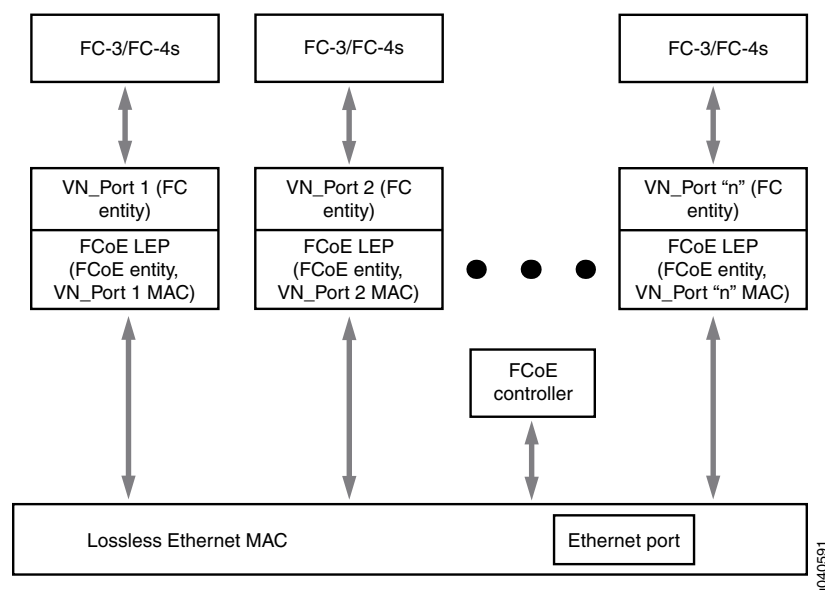 FC-3/FC-4s
FC-3/FC-4s
FC-3/FC-4s
VN_Port 1 (FC
entity)
FCoE LEP
(FCoE entity,
VN_Port 1 MAC)
VN_Port 2 (FC
entity)
FCoE LEP
(FCoE entity,
VN_Port 2 MAC)
VN_Port “n” (FC
entity)
FCoE LEP
(FCoE entity,
VN_Port “n” MAC)
FCoE
controller
Lossless Ethernet MAC
Ethernet port